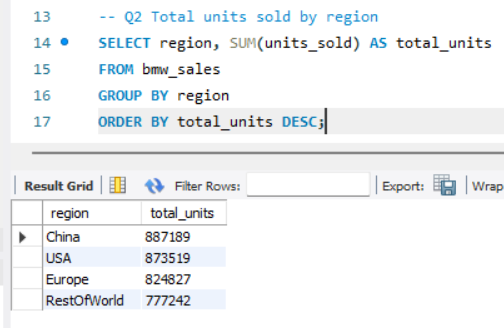 13 -- Q2 Total units sold by region
14 SELECT region, SUM(units_sold) AS total_units
15 FROM bmw_sales
16 GROUP BY region
17 ORDER BY total_units DESC;
Result Grid Filter Rows: Export: Wrap
region total_units
China 887189
USA 873519
Europe 824827
RestOfWorld 777242